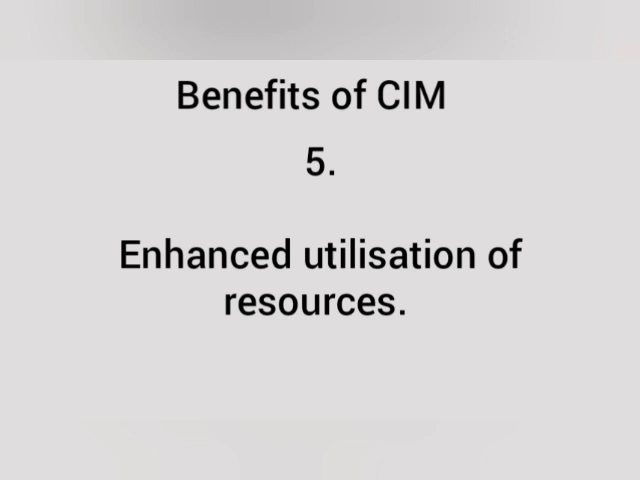 Benefits of CIM
5.
Enhanced utilisation of
resources.